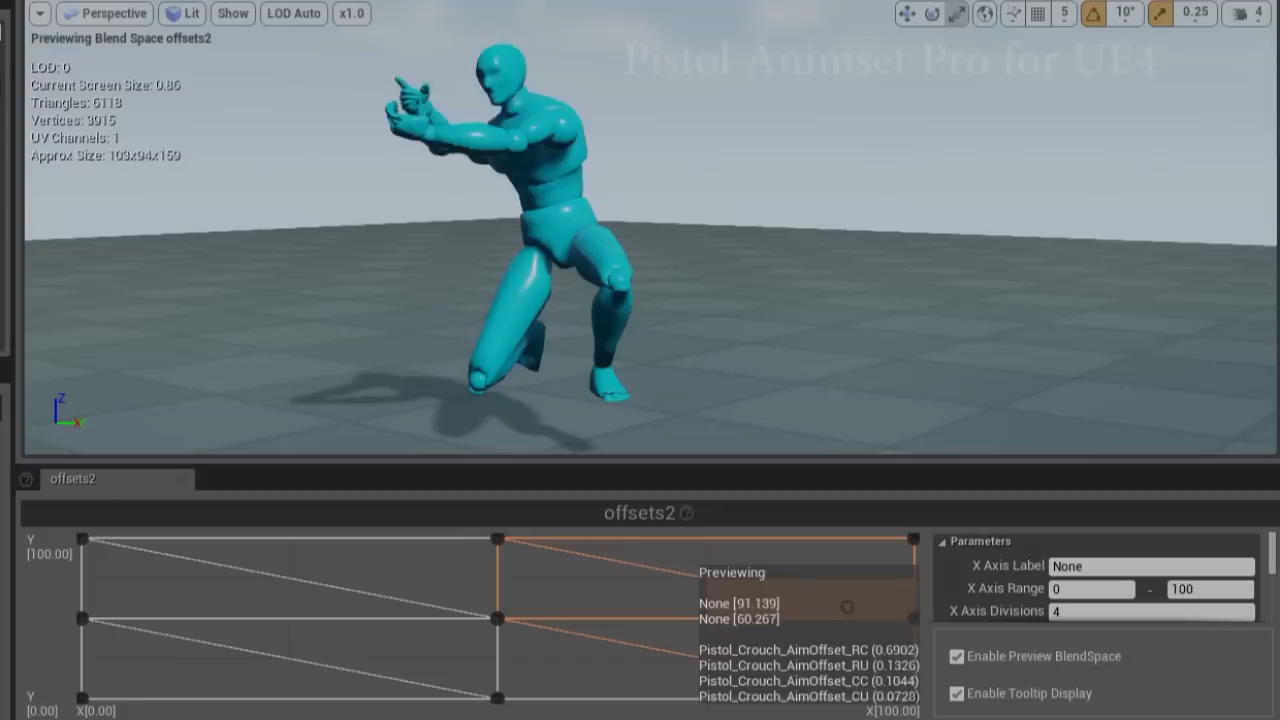 Perspective Lit Show LOD Auto x1.0 5 10° 0.25 4
Previewing Blend Space offsets2
Pistol Animset Pro for UE4
LOD: 0
Current Screen Size: 0.86
Triangles: 6118
Vertices: 3915
UV Channels: 1
Approx Size: 103x94x159
Z
X
offsets2
offsets2
Y
[100.00]
Parameters
X Axis Label None
X Axis Range 0 - 100
X Axis Divisions 4
Previewing
None [91.139]
None [60.267]
Pistol_Crouch_AimOffset_RC (0.6902)
Pistol_Crouch_AimOffset_RU (0.1326)
Pistol_Crouch_AimOffset_CC (0.1044)
Pistol_Crouch_AimOffset_CU (0.0728)
Enable Preview BlendSpace
Enable Tooltip Display
Y
[0.00]
X[0.00]
X[100.00]